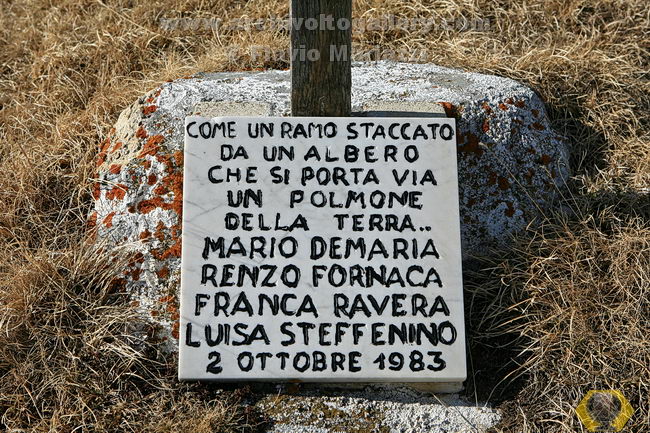 COME UN RAMO STACCATO
DA UN ALBERO
CHE SI PORTA VIA
UN POLMONE
DELLA TERRA..
MARIO DEMARIA
RENZO FORNACA
FRANCA RAVERA
LUISA STEFFENINO
2 OTTOBRE 1983